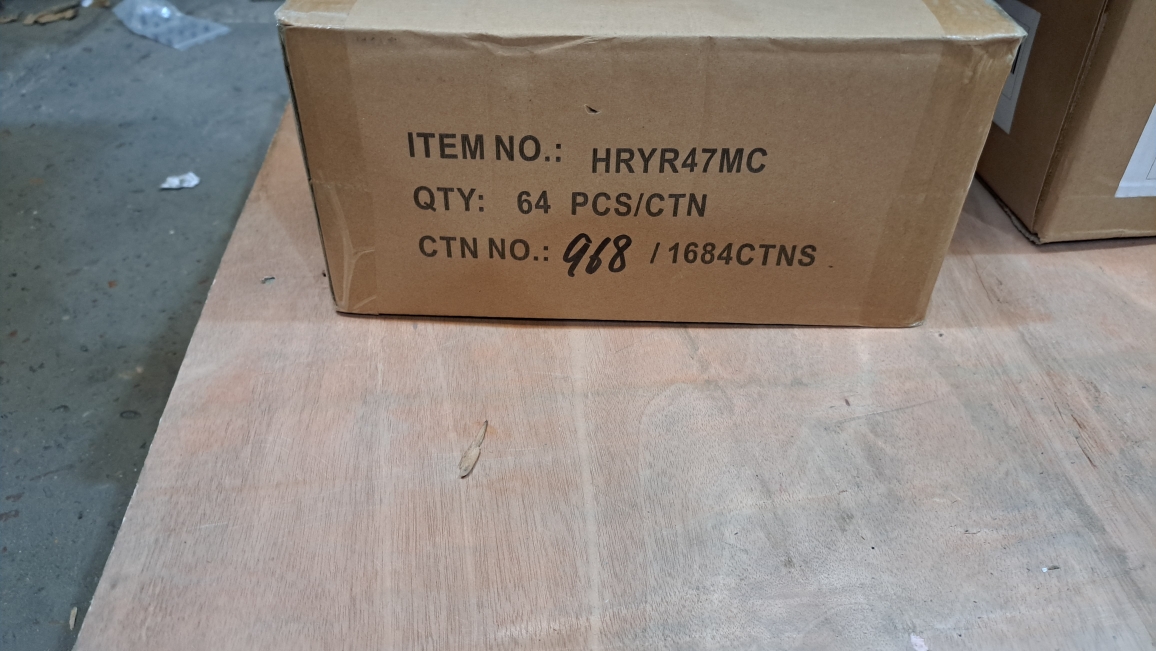 ITEM NO.: HRYR47MC
QTY: 64 PCS/CTN
CTN NO.: 968 / 1684CTNS